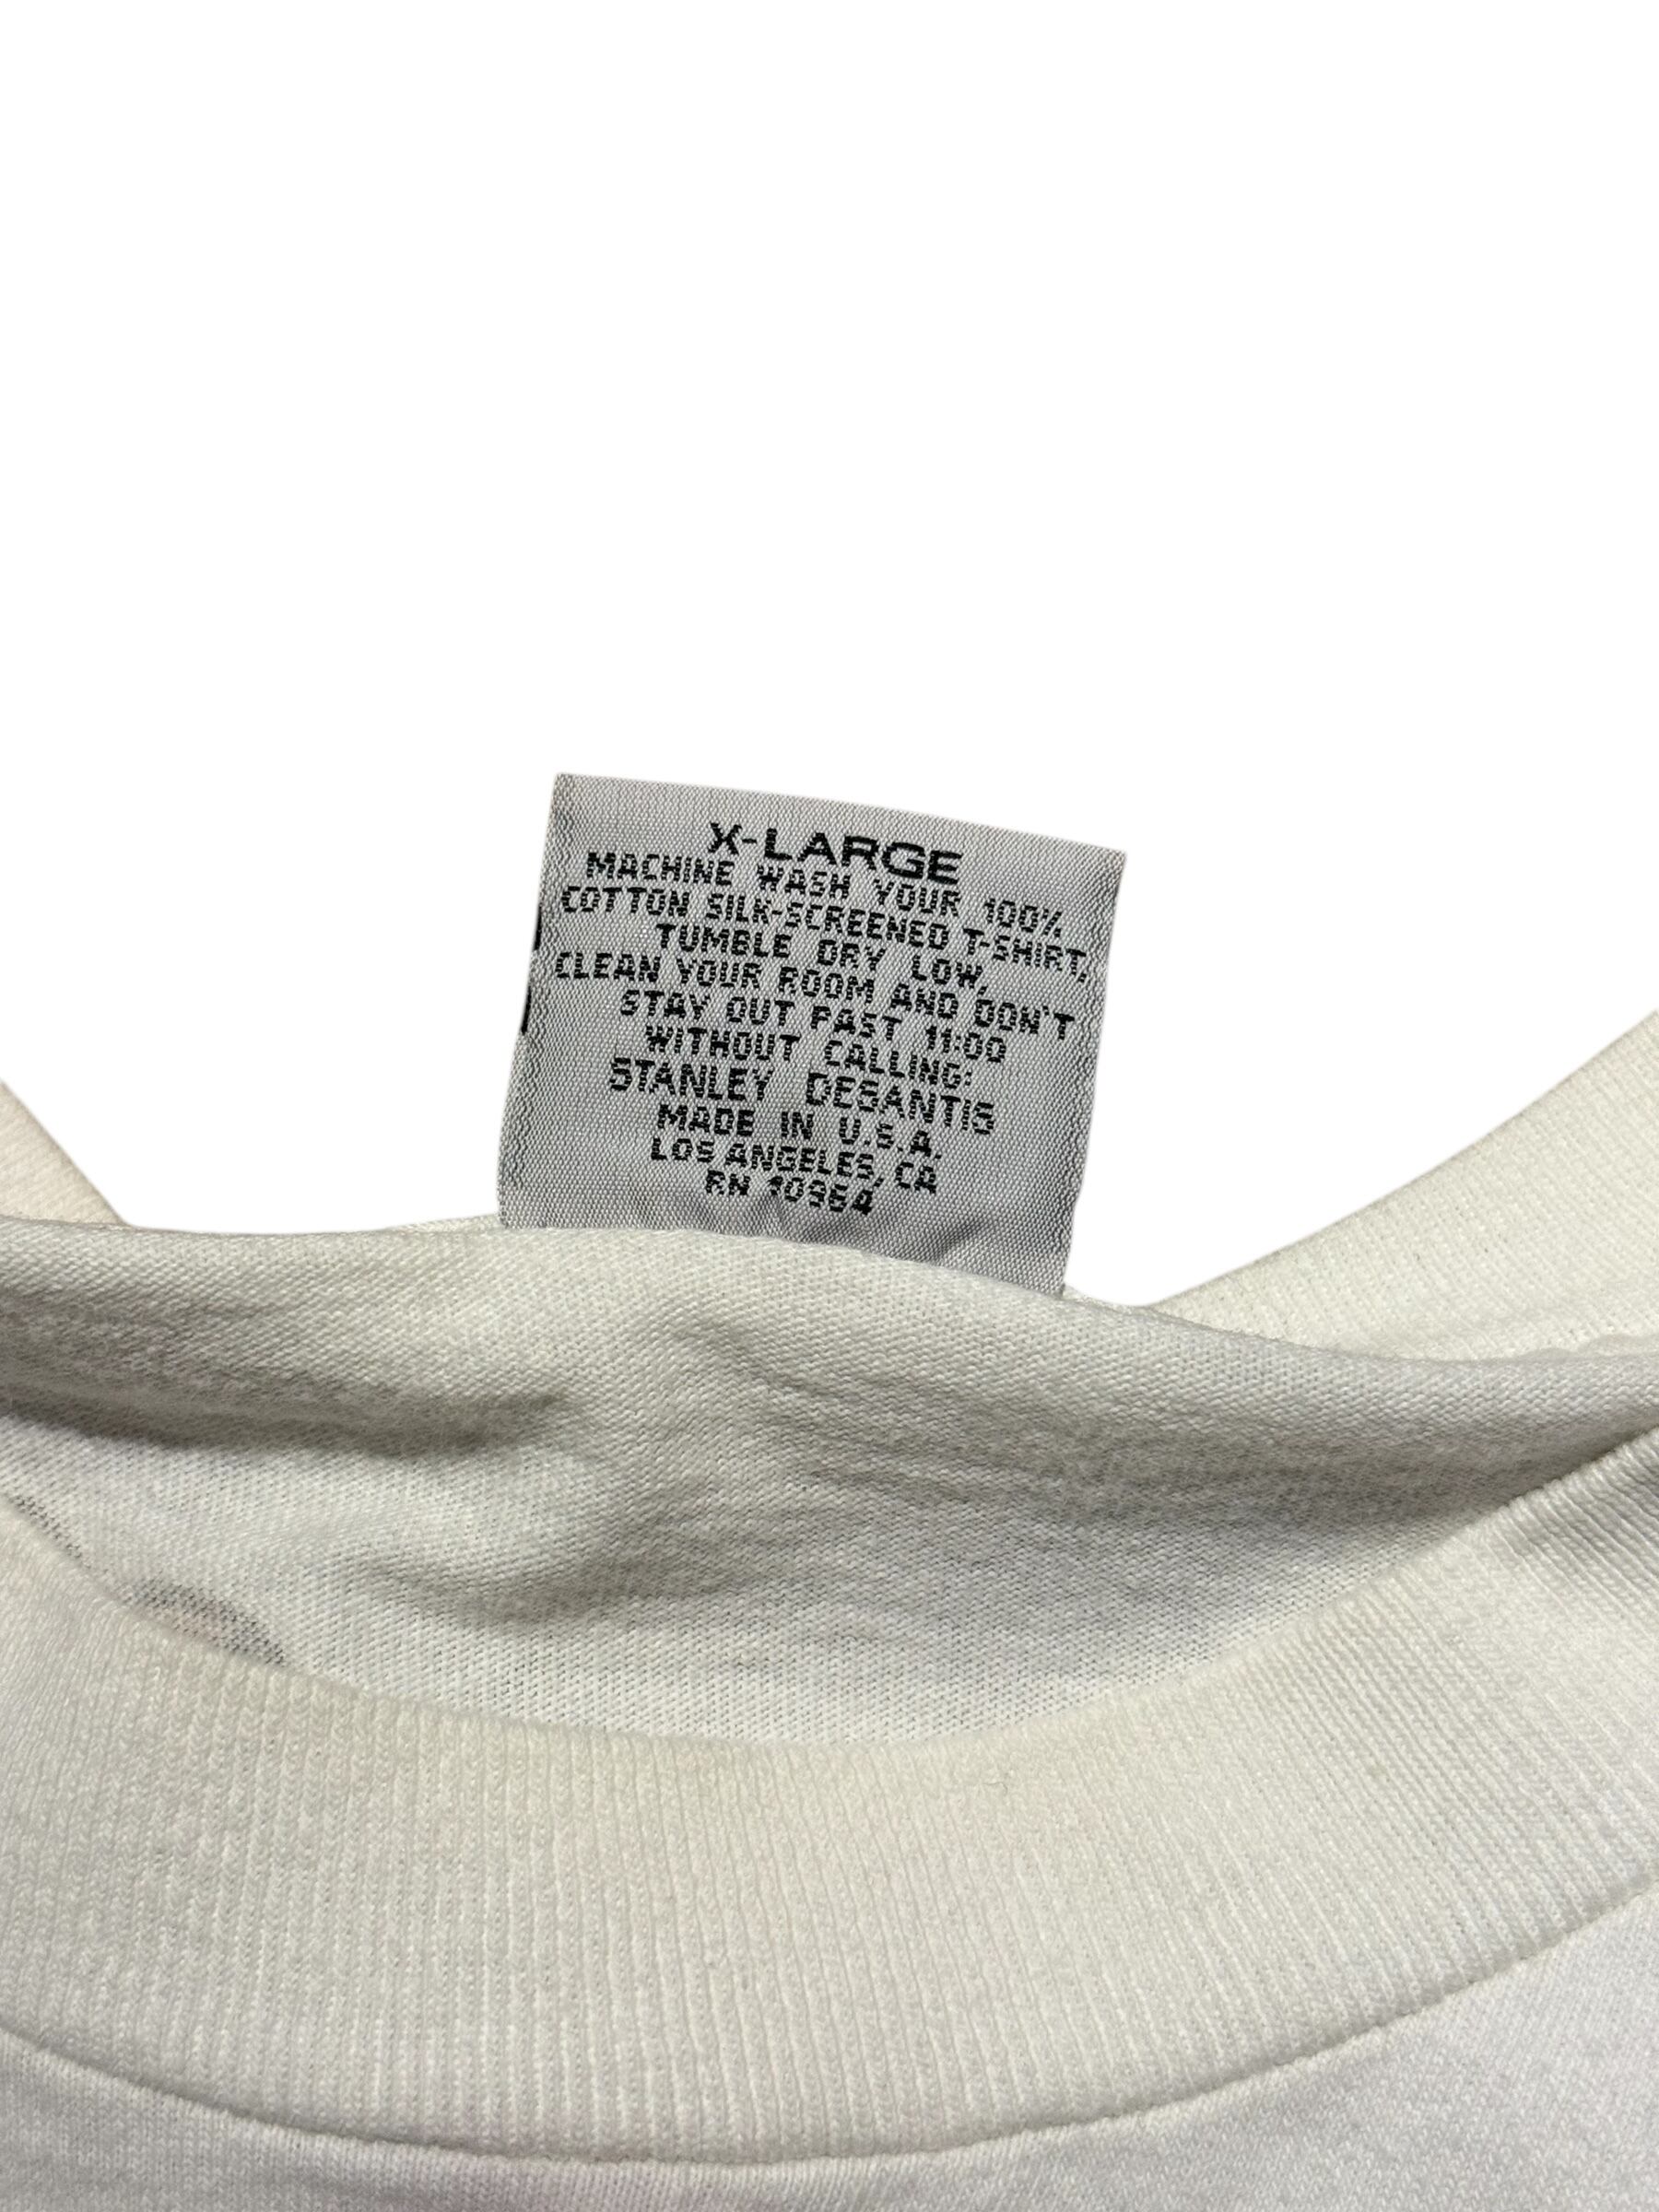 X-LARGE
MACHINE WASH YOUR 100%
COTTON SILK-SCREENED T-SHIRT,
TUMBLE DRY LOW,
CLEAN YOUR ROOM AND DON'T
STAY OUT PAST 11:00
WITHOUT CALLING:
STANLEY DESANTIS
MADE IN U.S.A.
LOS ANGELES, CA
RN